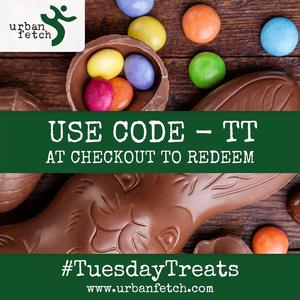 urban
fetch
USE CODE – TT
AT CHECKOUT TO REDEEM
#TuesdayTreats
www.urbanfetch.com